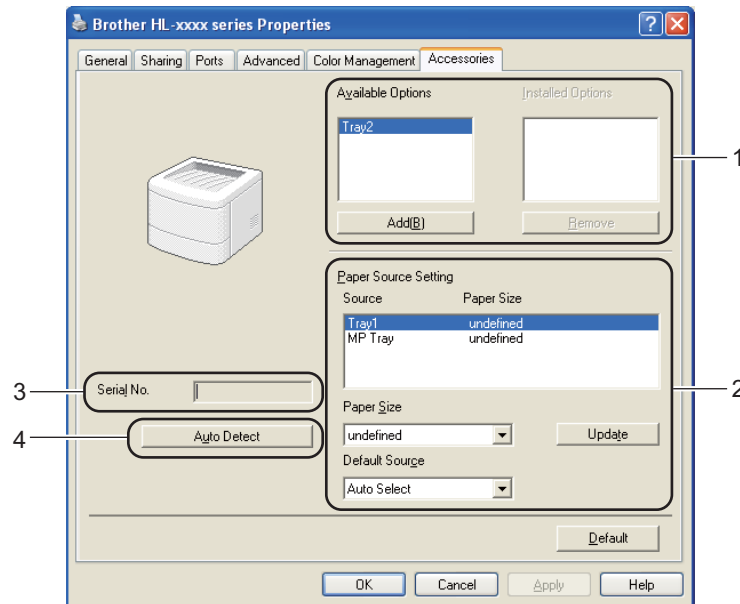 Brother HL-xxxx series Properties
General Sharing Ports Advanced Color Management Accessories
Available Options Installed Options
Tray2
1
Add(B) Remove
Paper Source Setting
Source Paper Size
Tray1 undefined
MP Tray undefined
3 Serial No. 2
Paper Size
4 Auto Detect undefined Update
Default Source
Auto Select
Default
OK Cancel Apply Help